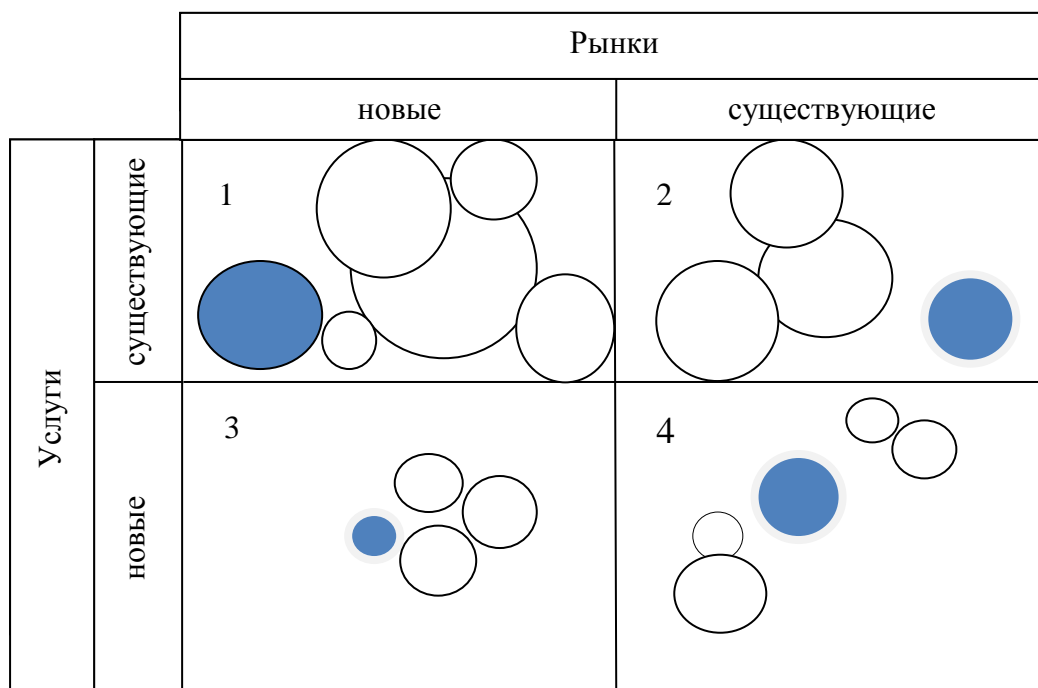 Рынки
новые
существующие
Услуги
существующие
1
2
новые
3
4